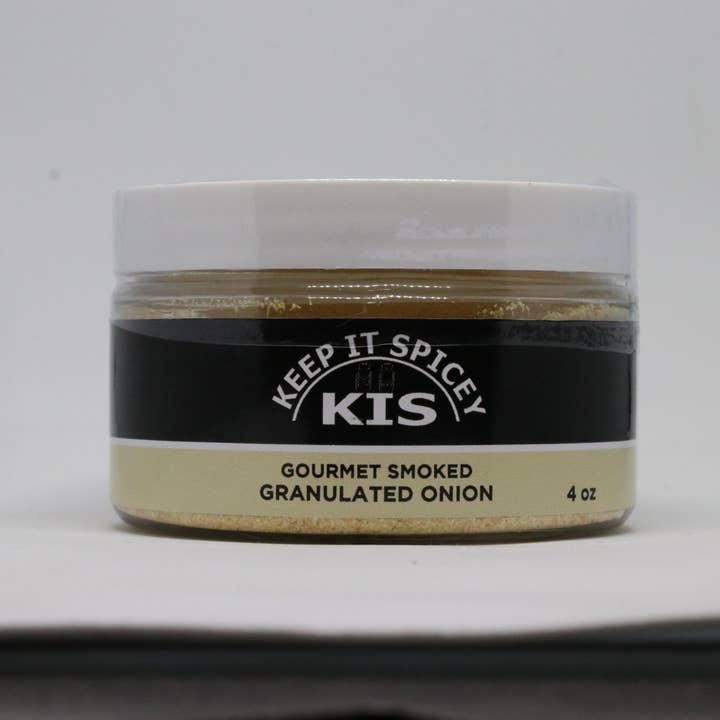 KEEP IT SPICEY
KIS
GOURMET SMOKED
GRANULATED ONION
4 oz